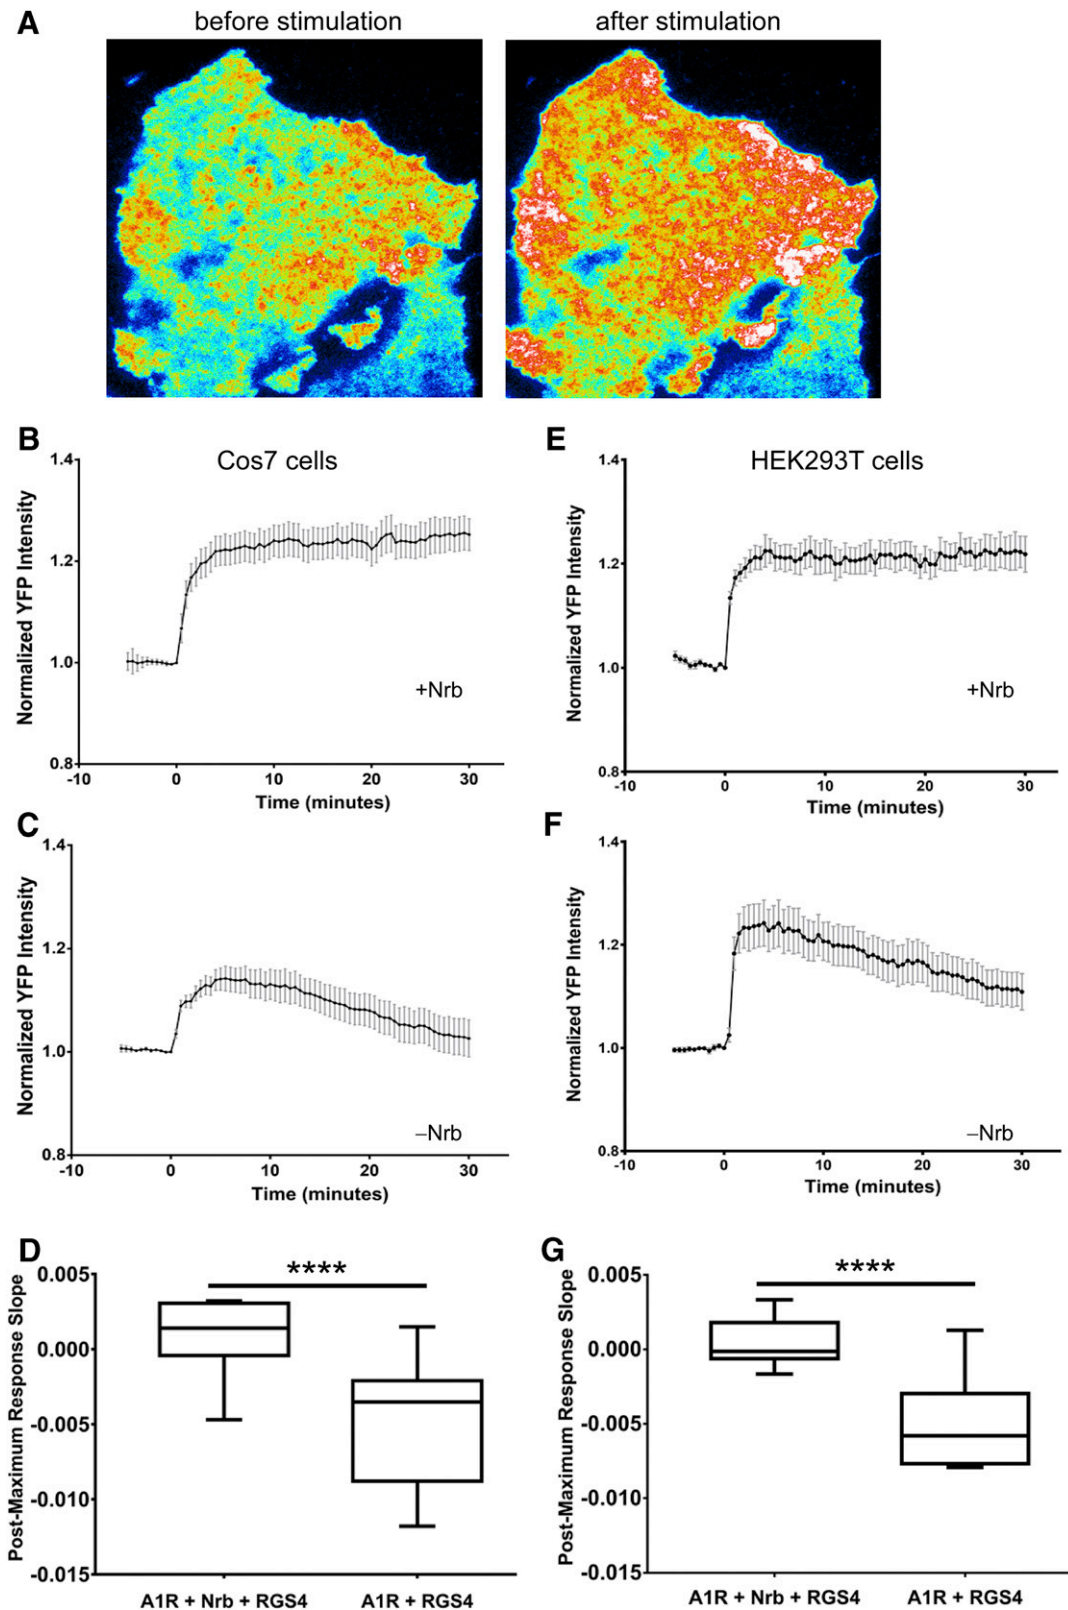 A
before stimulation
after stimulation
B
Cos7 cells
Normalized YFP Intensity
1.4
1.2
1.0
0.8
-10
0
10
20
30
+Nrb
Time (minutes)
E
HEK293T cells
Normalized YFP Intensity
1.4
1.2
1.0
0.8
-10
0
10
20
30
+Nrb
Time (minutes)
C
Normalized YFP Intensity
1.4
1.2
1.0
0.8
-10
0
10
20
30
–Nrb
Time (minutes)
F
Normalized YFP Intensity
1.4
1.2
1.0
0.8
-10
0
10
20
30
–Nrb
Time (minutes)
D
Post-Maximum Response Slope
0.005
0.000
-0.005
-0.010
-0.015
****
A1R + Nrb + RGS4
A1R + RGS4
G
Post-Maximum Response Slope
0.005
0.000
-0.005
-0.010
-0.015
****
A1R + Nrb + RGS4
A1R + RGS4